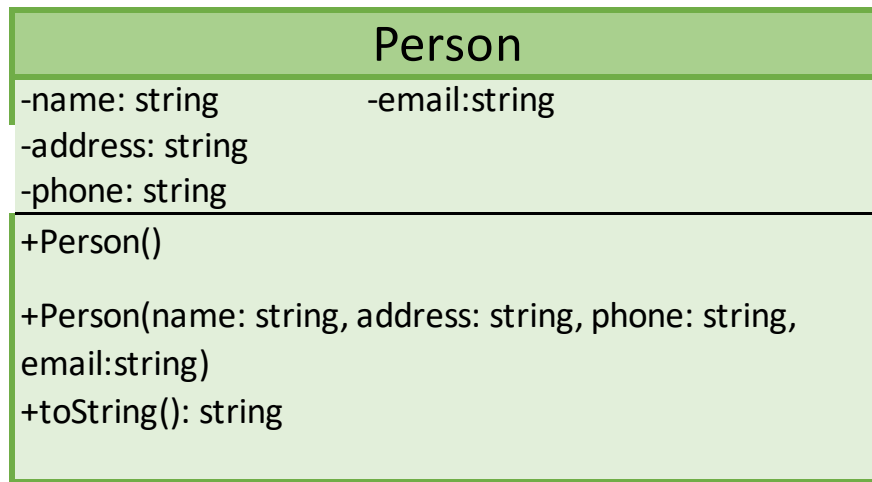 Person
-name: string -email:string
-address: string
-phone: string
+Person()
+Person(name: string, address: string, phone: string,
email:string)
+toString(): string